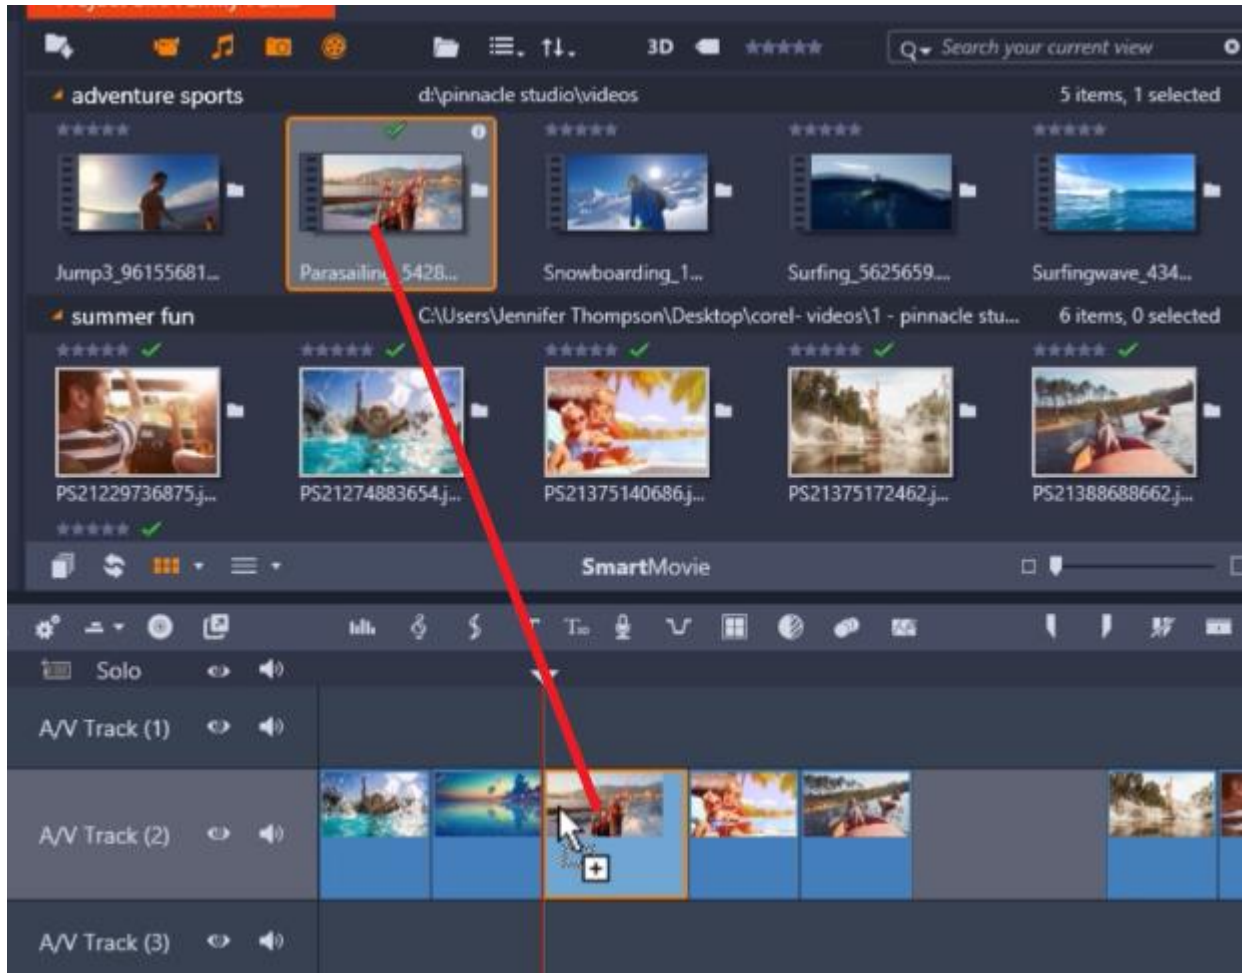 3D Search your current view
adventure sports d:\pinnacle studio\videos 5 items, 1 selected
Jump3_96155681... Parasailing_5428... Snowboarding_1... Surfing_5625659.... Surfingwave_434...
summer fun C:\Users\Jennifer Thompson\Desktop\corel- videos\1 - pinnacle stu... 6 items, 0 selected
PS21229736875.j... PS21274883654.j... PS21375140686.j... PS21375172462.j... PS21388688662.j...
SmartMovie
Solo
A/V Track (1)
A/V Track (2)
A/V Track (3)